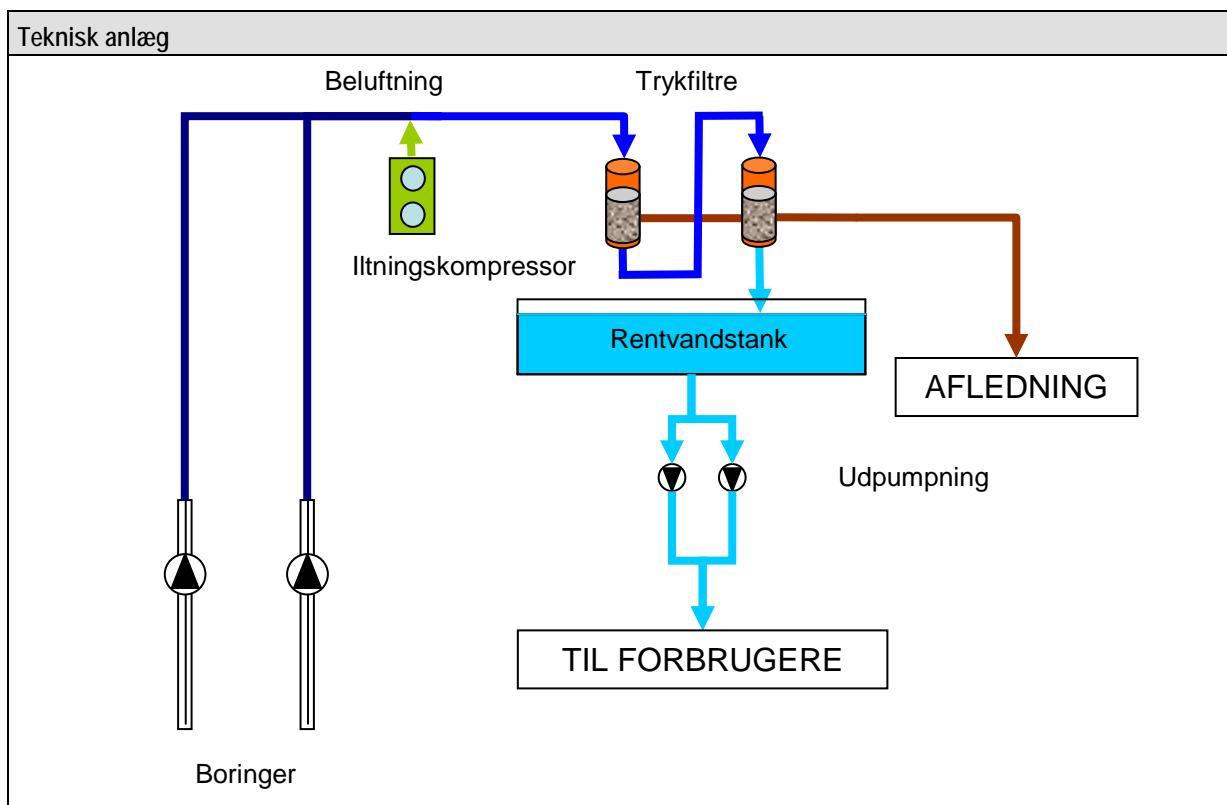 Teknisk anlæg
Beluftning
Trykfiltre
Iltningskompressor
Rentvandstank
AFLEDNING
Udpumpning
TIL FORBRUGERE
Boringer